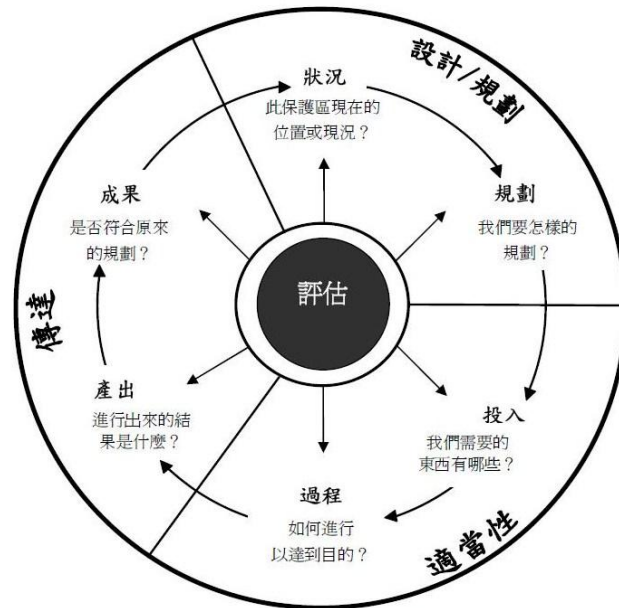 設計/規劃
狀況
此保護區現在的
位置或現況？
規劃
我們要怎樣的
規劃？
投入
我們需要的
東西有哪些？
適當性
過程
如何進行
以達到目的？
產出
進行出來的結
果是什麼？
傳達
成果
是否符合原來
的規劃？
評估